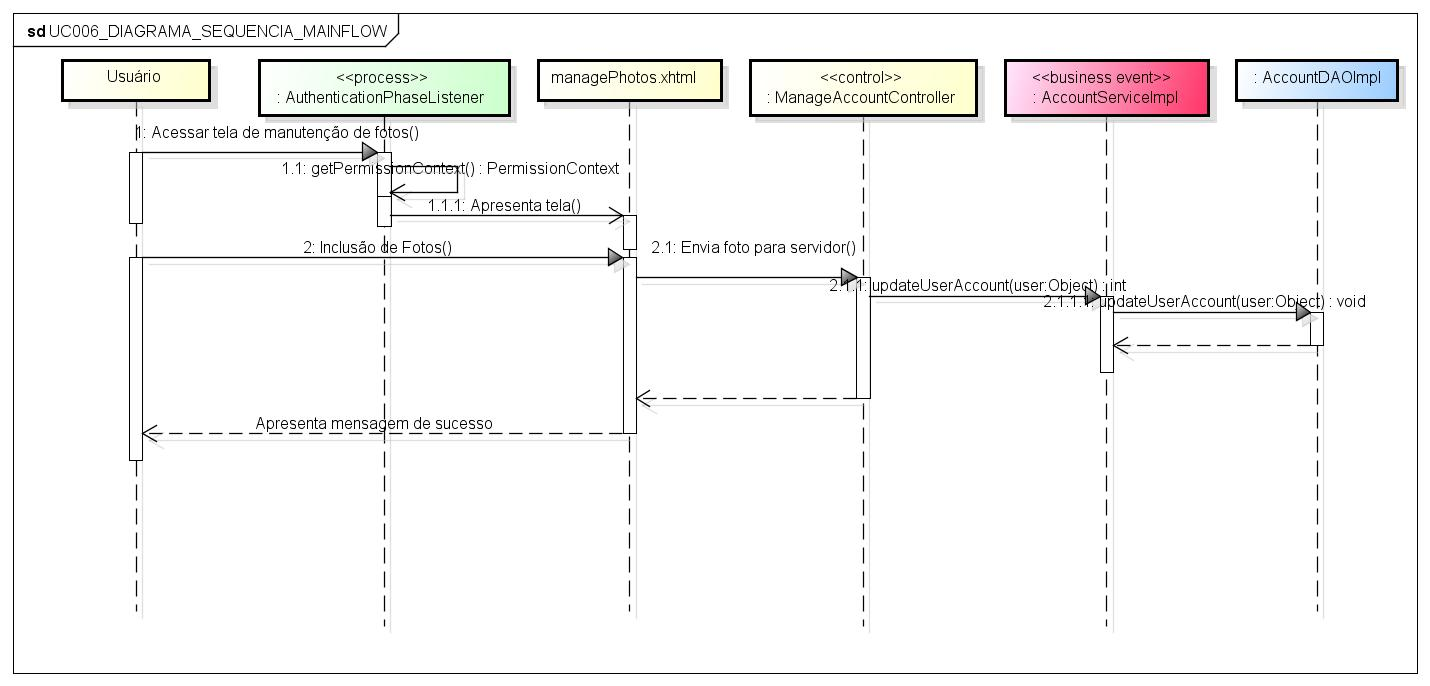 sd UC006_DIAGRAMA_SEQUENCIA_MAINFLOW
Usuário
<<process>>
: AuthenticationPhaseListener
managePhotos.xhtml
<<control>>
: ManageAccountController
<<business event>>
: AccountServiceImpl
: AccountDAOImpl
1: Acessar tela de manutenção de fotos()
1.1: getPermissionContext() : PermissionContext
1.1.1: Apresenta tela()
2: Inclusão de Fotos()
2.1: Envia foto para servidor()
2.1.1: updateUserAccount(user:Object) : int
2.1.1.1: updateUserAccount(user:Object) : void
Apresenta mensagem de sucesso